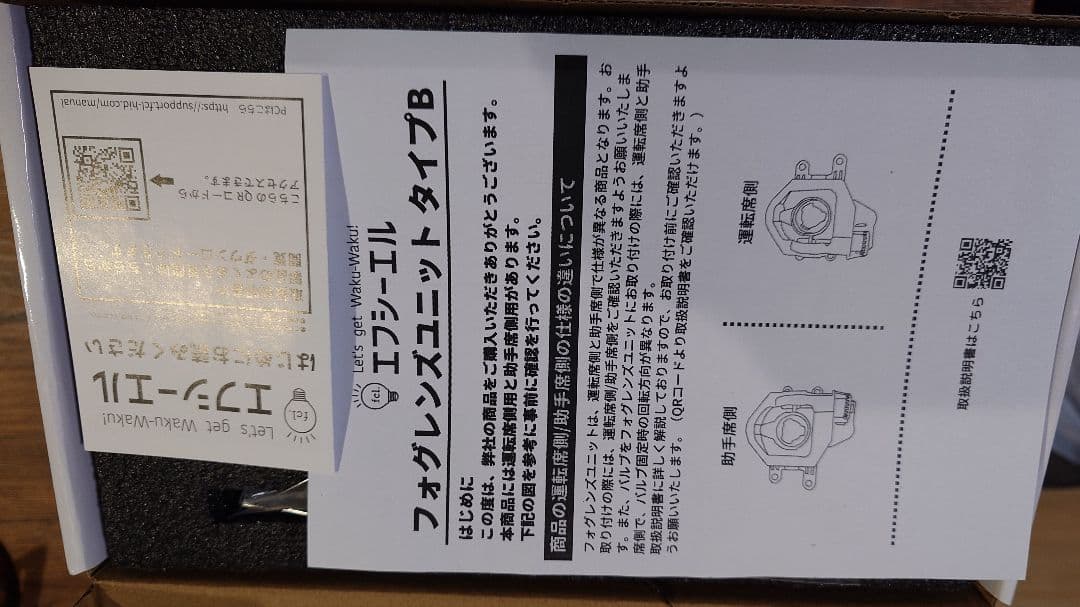 Let's get Waku-Waku!
fcl.
エフシーエル
フォグレンズユニットタイプB
はじめに
この度は、弊社の商品をご購入いただきありがとうございます。
本商品には運転席側用と助手席側用があります。
下記の図を参考に事前に確認を行ってください。
商品の運転席側/助手席側の仕様の違いについて
フォグレンズユニットは、運転席側と助手席側で仕様が異なる商品となります。お
取り付けの際には、運転席側/助手席側をご確認いただきますようお願いいたしま
す。また、バルブをフォグレンズユニットにお取り付けの際には、運転席側と助手
席側で、バルブ固定時の回転方向が異なります。
取扱説明書に詳しく解説しておりますので、お取り付け前にご確認いただきますよ
うお願いいたします。（QRコードより取扱説明書をご確認いただけます。）
助手席側
運転席側
取扱説明書はこちら
Let's get Waku-Waku!
fcl.
エフシーエル
はじめにお読みください
こちらのQRコードから
アクセスできます。
PCはこちら https://support.fcl-hid.com/manual